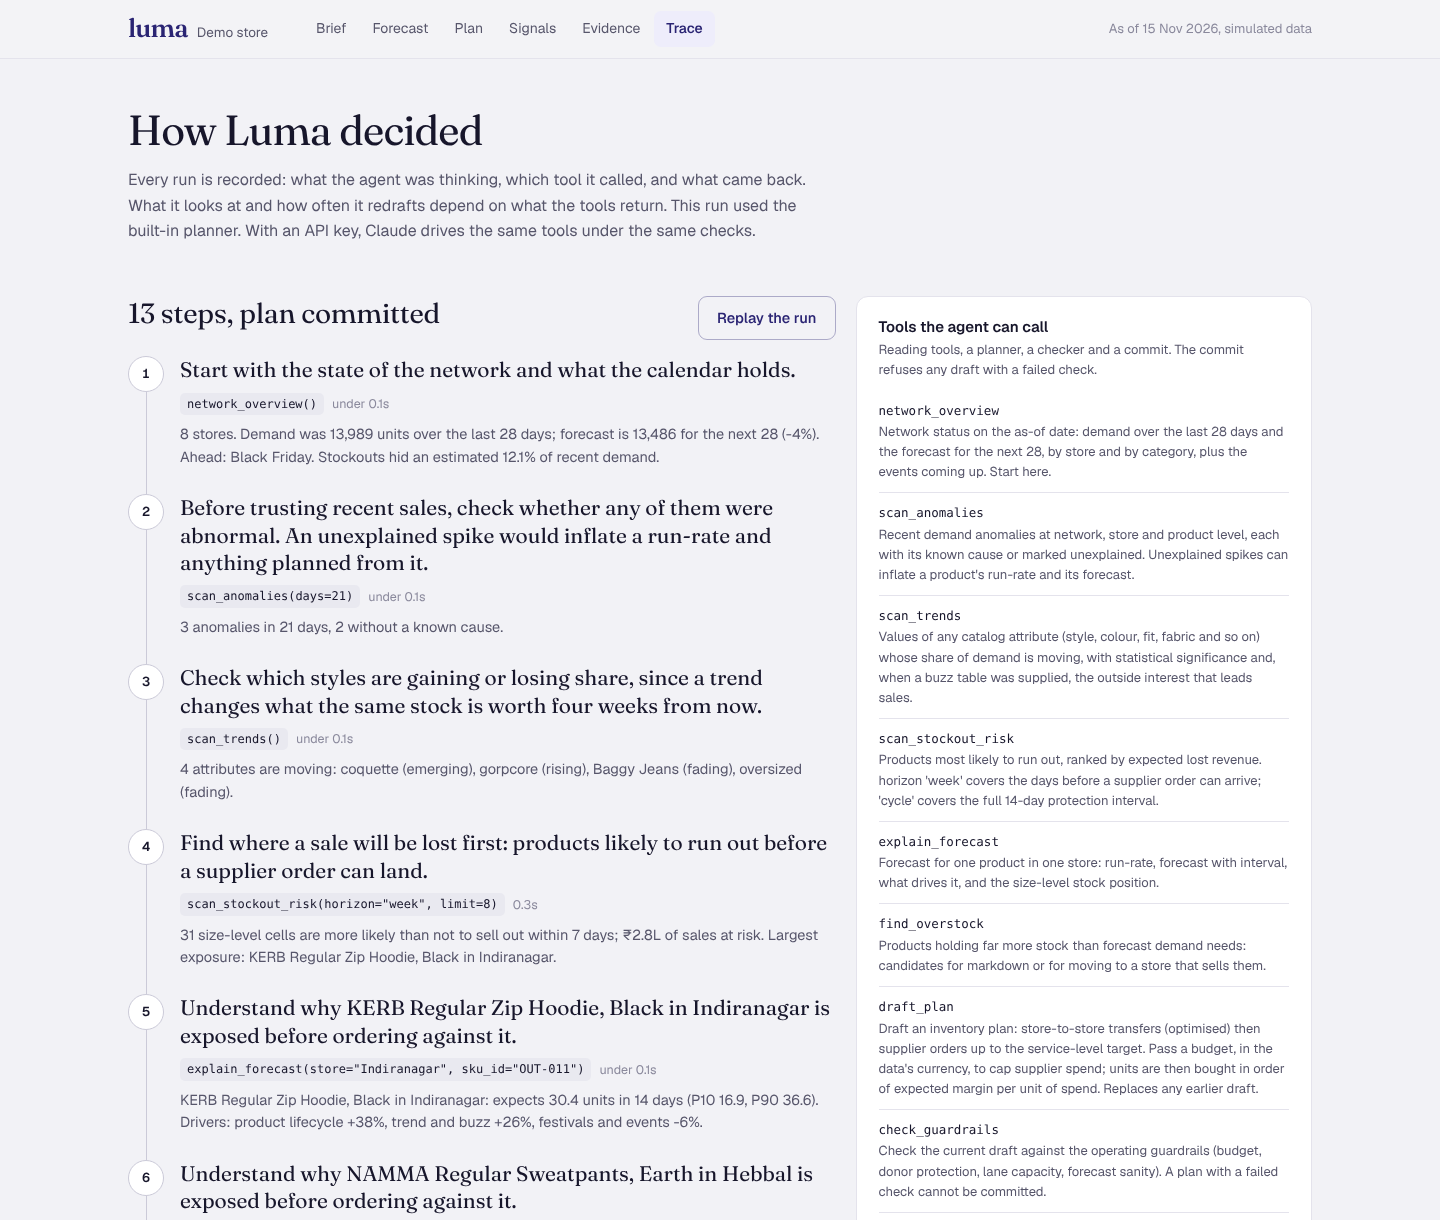 luma Demo store Brief Forecast Plan Signals Evidence Trace As of 15 Nov 2026, simulated data
How Luma decided
Every run is recorded: what the agent was thinking, which tool it called, and what came back.
What it looks at and how often it redrafts depend on what the tools return. This run used the
built-in planner. With an API key, Claude drives the same tools under the same checks.
13 steps, plan committed
Replay the run
1
Start with the state of the network and what the calendar holds.
network_overview() under 0.1s
8 stores. Demand was 13,989 units over the last 28 days; forecast is 13,486 for the next 28 (-4%).
Ahead: Black Friday. Stockouts hid an estimated 12.1% of recent demand.
2
Before trusting recent sales, check whether any of them were
abnormal. An unexplained spike would inflate a run-rate and
anything planned from it.
scan_anomalies(days=21) under 0.1s
3 anomalies in 21 days, 2 without a known cause.
3
Check which styles are gaining or losing share, since a trend
changes what the same stock is worth four weeks from now.
scan_trends() under 0.1s
4 attributes are moving: coquette (emerging), gorpcore (rising), Baggy Jeans (fading), oversized
(fading).
4
Find where a sale will be lost first: products likely to run out before
a supplier order can land.
scan_stockout_risk(horizon="week", limit=8) 0.3s
31 size-level cells are more likely than not to sell out within 7 days; ₹2.8L of sales at risk. Largest
exposure: KERB Regular Zip Hoodie, Black in Indiranagar.
5
Understand why KERB Regular Zip Hoodie, Black in Indiranagar is
exposed before ordering against it.
explain_forecast(store="Indiranagar", sku_id="OUT-011") under 0.1s
KERB Regular Zip Hoodie, Black in Indiranagar: expects 30.4 units in 14 days (P10 16.9, P90 36.6).
Drivers: product lifecycle +38%, trend and buzz +26%, festivals and events -6%.
6
Understand why NAMMA Regular Sweatpants, Earth in Hebbal is
exposed before ordering against it.
Tools the agent can call
Reading tools, a planner, a checker and a commit. The commit
refuses any draft with a failed check.
network_overview
Network status on the as-of date: demand over the last 28 days and
the forecast for the next 28, by store and by category, plus the
events coming up. Start here.
scan_anomalies
Recent demand anomalies at network, store and product level, each
with its known cause or marked unexplained. Unexplained spikes can
inflate a product's run-rate and its forecast.
scan_trends
Values of any catalog attribute (style, colour, fit, fabric and so on)
whose share of demand is moving, with statistical significance and,
when a buzz table was supplied, the outside interest that leads
sales.
scan_stockout_risk
Products most likely to run out, ranked by expected lost revenue.
horizon 'week' covers the days before a supplier order can arrive;
'cycle' covers the full 14-day protection interval.
explain_forecast
Forecast for one product in one store: run-rate, forecast with interval,
what drives it, and the size-level stock position.
find_overstock
Products holding far more stock than forecast demand needs:
candidates for markdown or for moving to a store that sells them.
draft_plan
Draft an inventory plan: store-to-store transfers (optimised) then
supplier orders up to the service-level target. Pass a budget, in the
data's currency, to cap supplier spend; units are then bought in order
of expected margin per unit of spend. Replaces any earlier draft.
check_guardrails
Check the current draft against the operating guardrails (budget,
donor protection, lane capacity, forecast sanity). A plan with a failed
check cannot be committed.